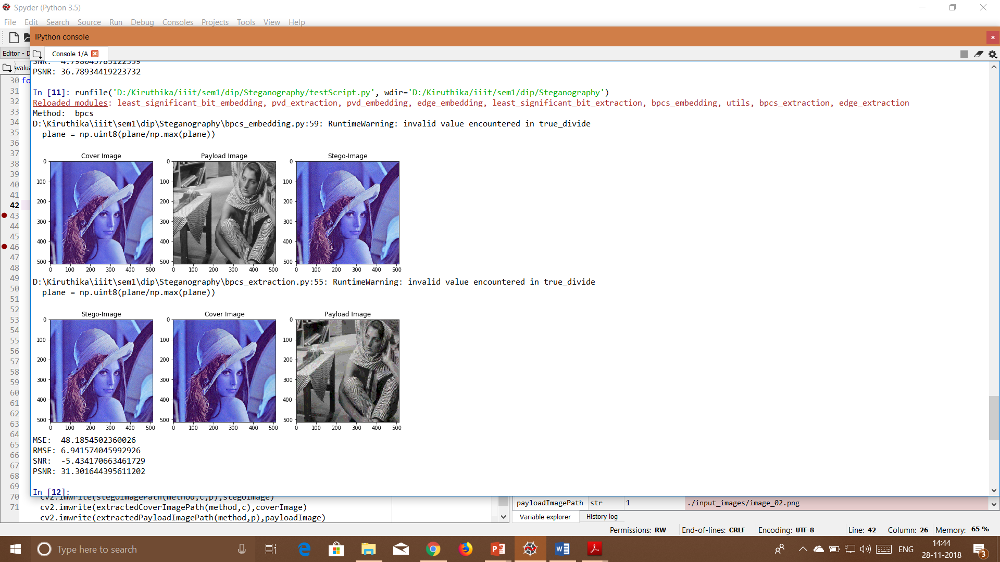 Spyder (Python 3.5)
File Edit Search Source Run Debug Consoles Projects Tools View Help
IPython console
Editor - D
Console 1/A
evalua
PSNR: 36.78934419223732
30 fo
31
32
33
34
35
36
37
38
39
40
41
42
43
44
45
46
47
48
49
50
51
52
53
54
55
56
57
58
59
60
61
62
63
64
65
66
67
68
69
70
71
In [11]: runfile('D:/Kiruthika/iiit/sem1/dip/Steganography/testScript.py', wdir='D:/Kiruthika/iiit/sem1/dip/Steganography')
Reloaded modules: least_significant_bit_embedding, pvd_extraction, pvd_embedding, edge_embedding, least_significant_bit_extraction, bpcs_embedding, utils, bpcs_extraction, edge_extraction
Method:  bpcs
D:\Kiruthika\iiit\sem1\dip\Steganography\bpcs_embedding.py:59: RuntimeWarning: invalid value encountered in true_divide
plane = np.uint8(plane/np.max(plane))
Cover Image Payload Image Stego-Image
0 0 0
100 100 100
200 200 200
300 300 300
400 400 400
500 500 500
0 100 200 300 400 500 0 100 200 300 400 500 0 100 200 300 400 500
D:\Kiruthika\iiit\sem1\dip\Steganography\bpcs_extraction.py:55: RuntimeWarning: invalid value encountered in true_divide
plane = np.uint8(plane/np.max(plane))
Stego-Image Cover Image Payload Image
0 0 0
100 100 100
200 200 200
300 300 300
400 400 400
500 500 500
0 100 200 300 400 500 0 100 200 300 400 500 0 100 200 300 400 500
MSE:  48.1854502360026
RMSE: 6.941574045992926
SNR:  -5.434170663461729
PSNR: 31.301644395611202
In [12]:
cv2.imwrite(stegoImagePath(method,c,p),stegoImage)
cv2.imwrite(extractedCoverImagePath(method,c),coverImage)
cv2.imwrite(extractedPayloadImagePath(method,p),payloadImage)
payloadImagePath str 1 ./input_images/image_02.png
Variable explorer History log
Permissions: RW End-of-lines: CRLF Encoding: UTF-8 Line: 42 Column: 26 Memory: 65 %
Type here to search
ENG
14:44
28-11-2018
3